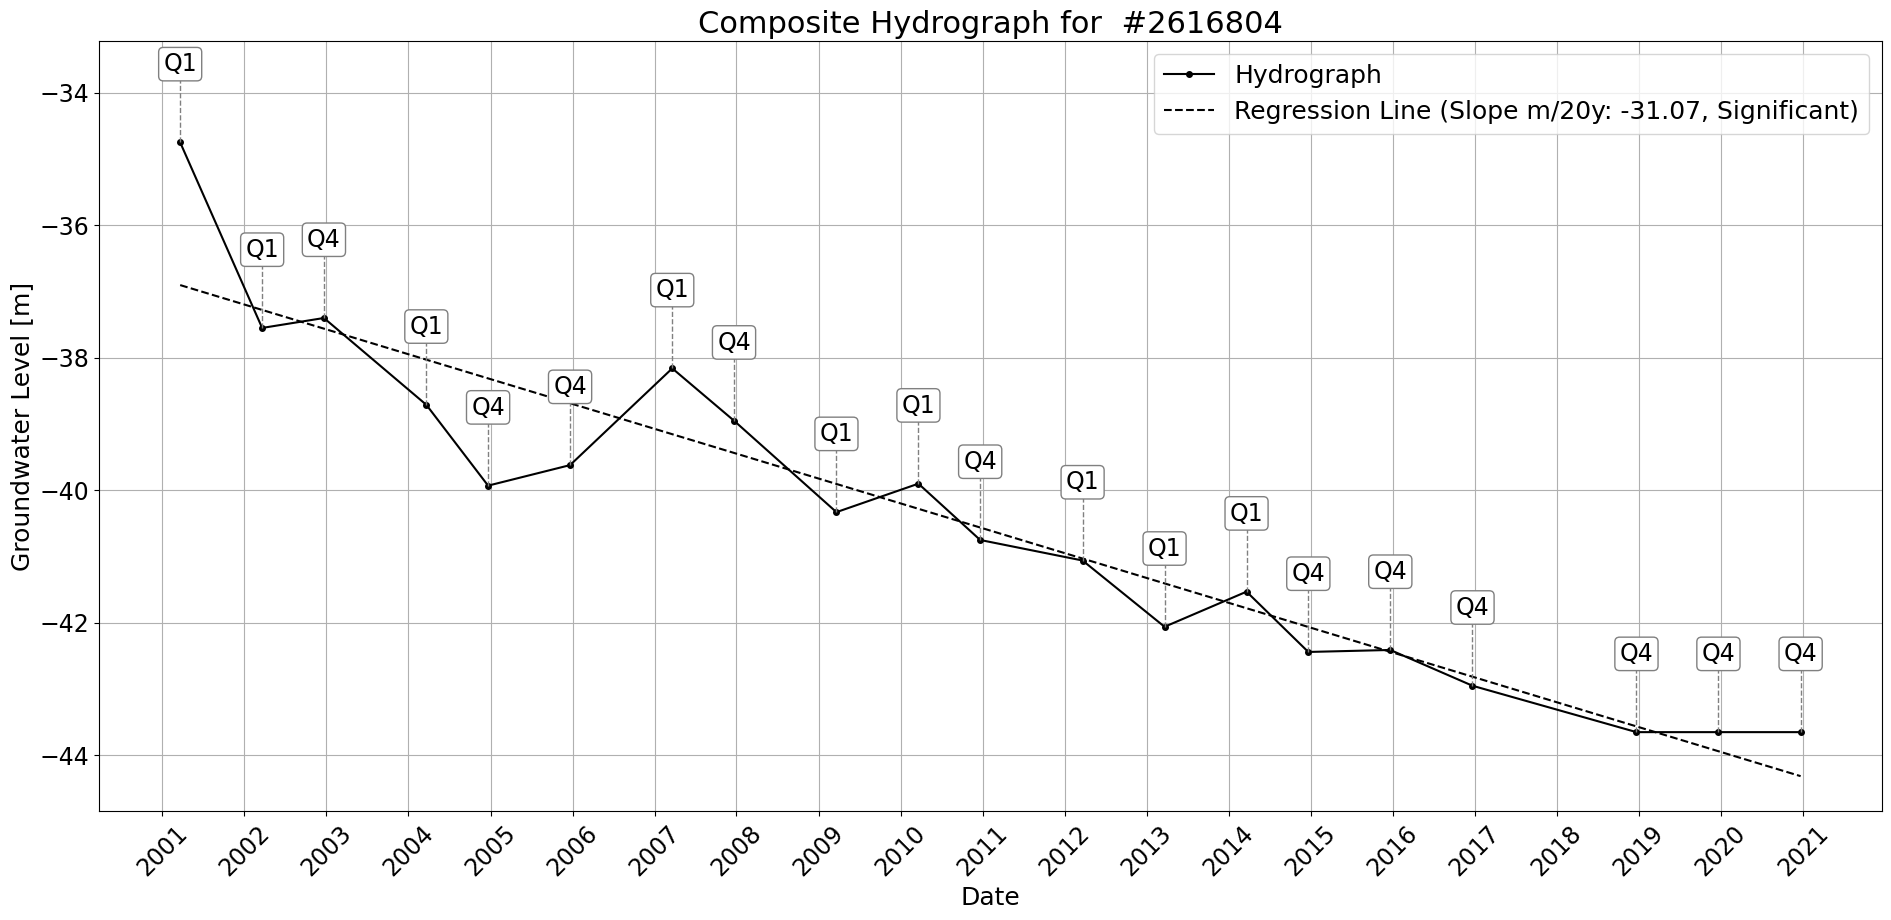 Composite Hydrograph for  #2616804
Hydrograph
Regression Line (Slope m/20y: -31.07, Significant)
Groundwater Level [m]
−34
−36
−38
−40
−42
−44
Q1
Q1
Q4
Q1
Q4
Q4
Q1
Q4
Q1
Q1
Q4
Q1
Q1
Q1
Q4
Q4
Q4
Q4
Q4
Q4
2001
2002
2003
2004
2005
2006
2007
2008
2009
2010
2011
2012
2013
2014
2015
2016
2017
2018
2019
2020
2021
Date